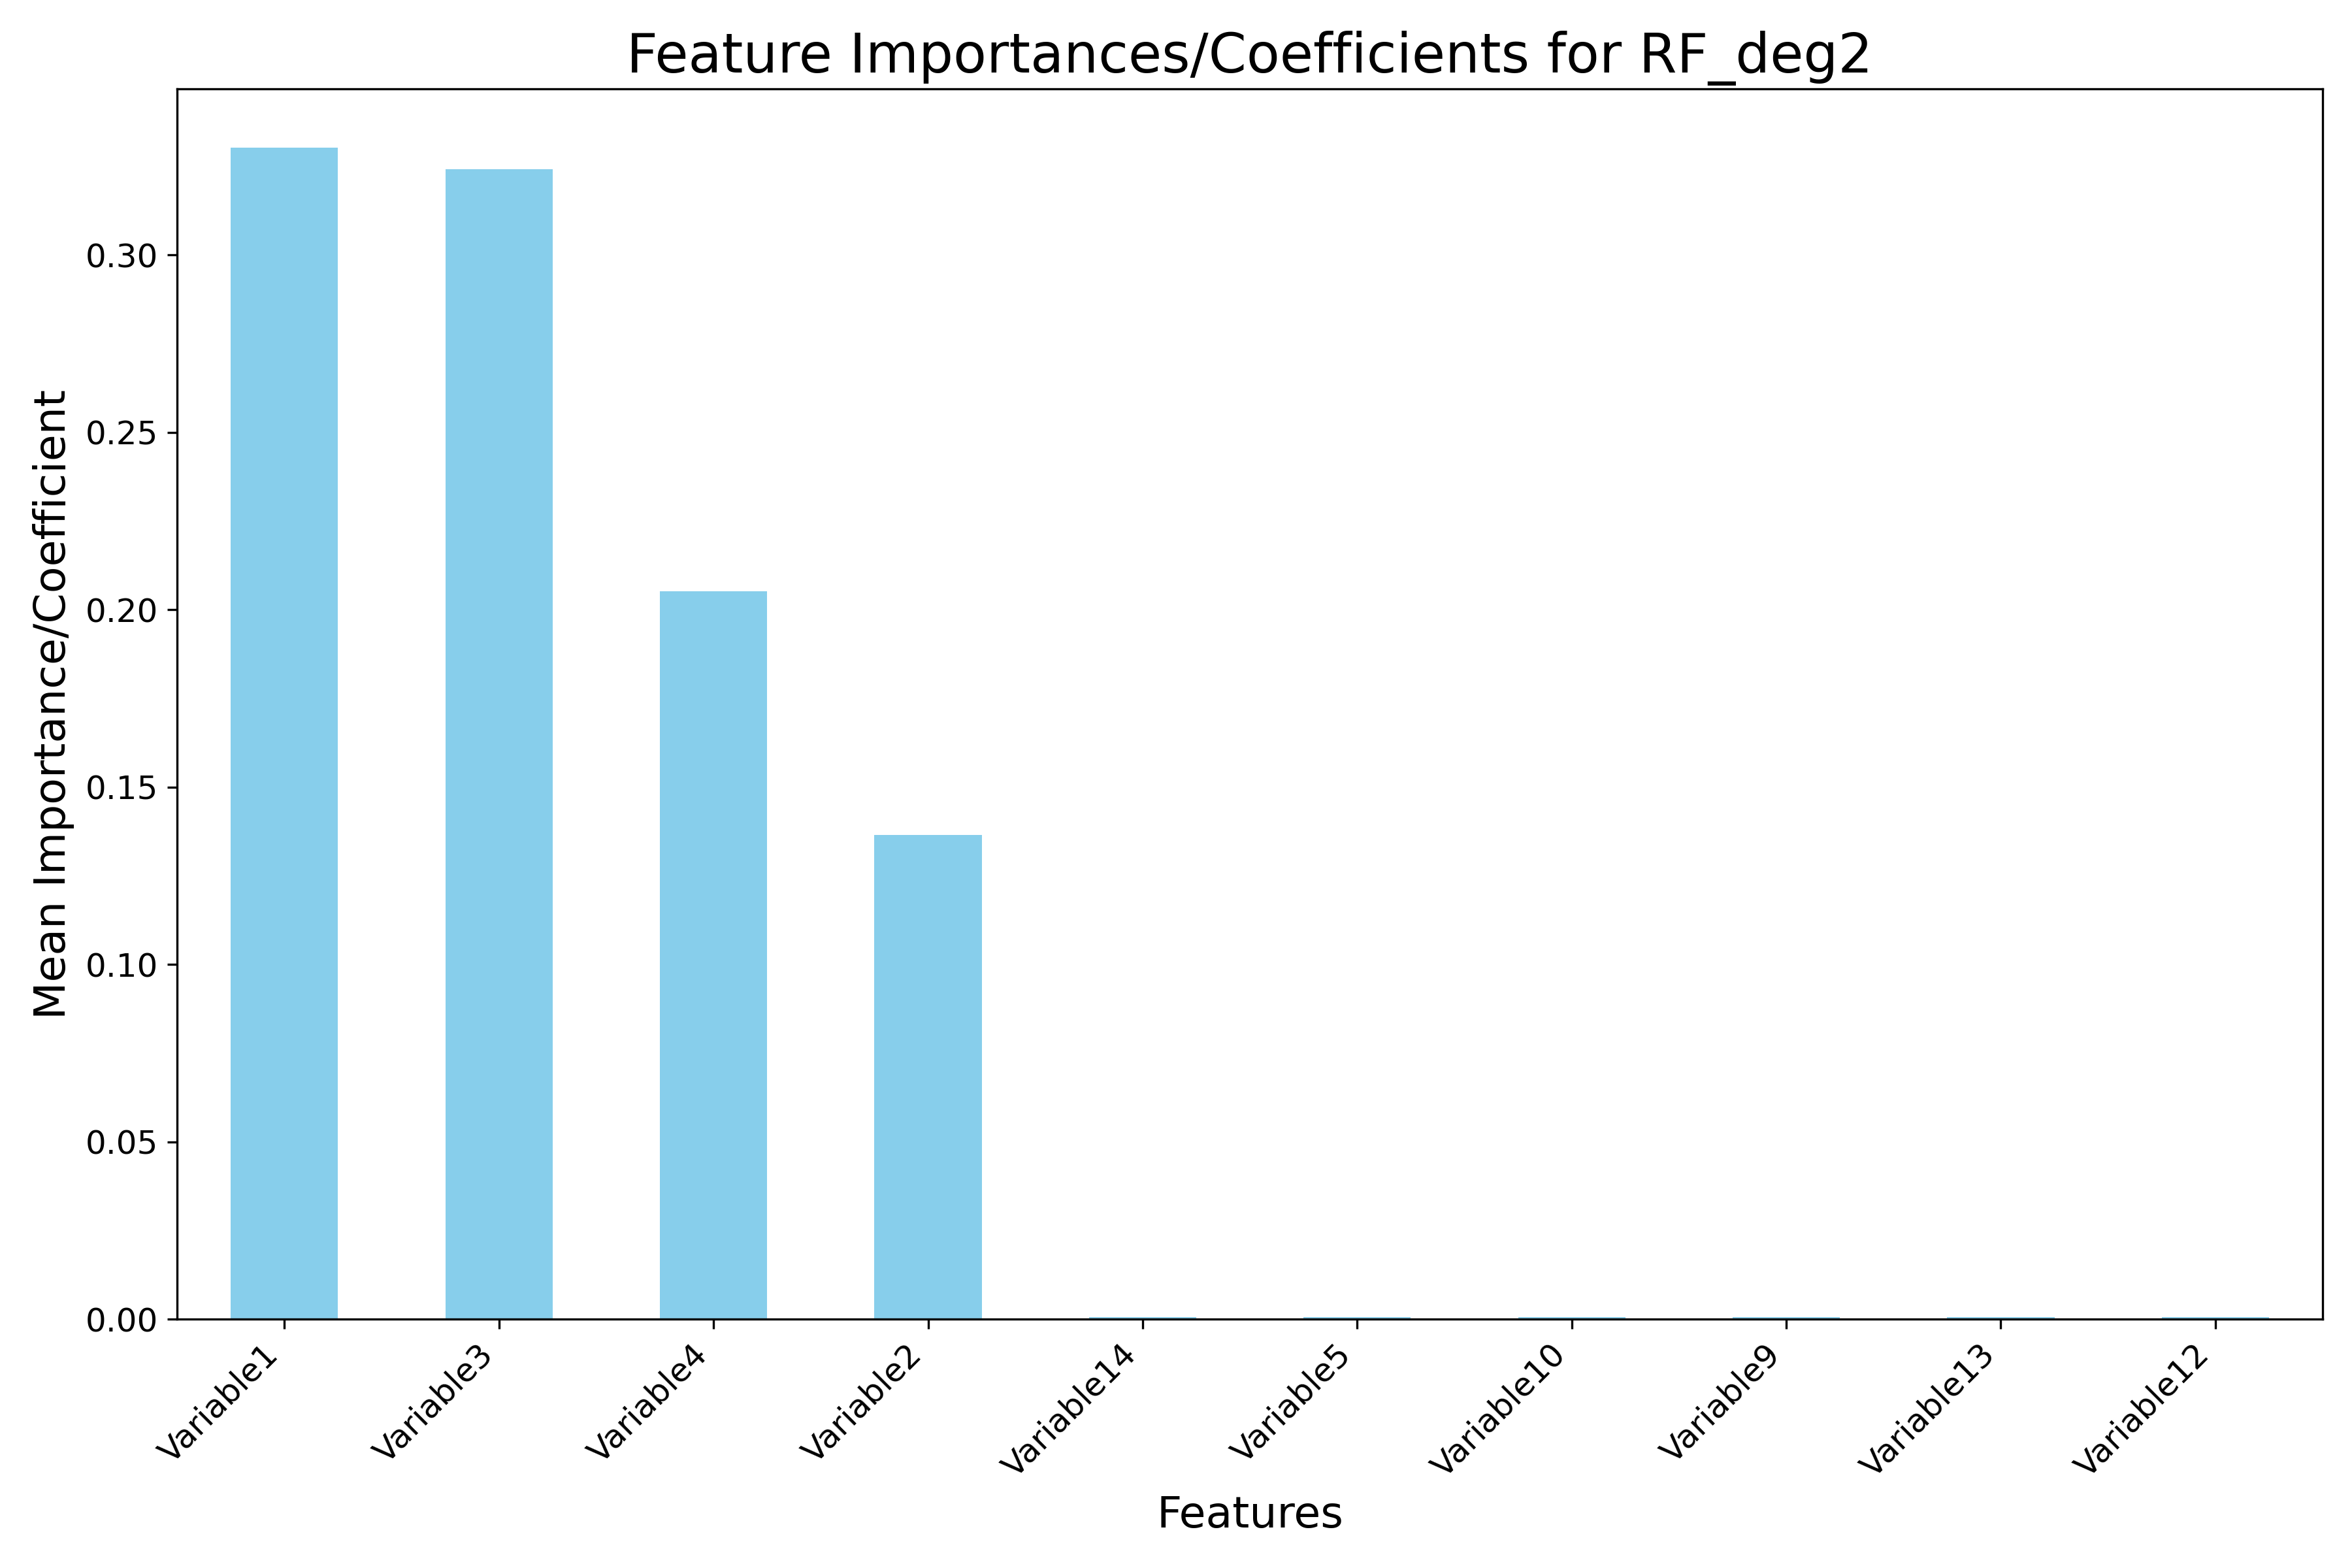 Feature Importances/Coefficients for RF_deg2
Mean Importance/Coefficient
0.30
0.25
0.20
0.15
0.10
0.05
0.00
Variable1
Variable3
Variable4
Variable2
Variable14
Variable5
Variable10
Variable9
Variable13
Variable12
Features